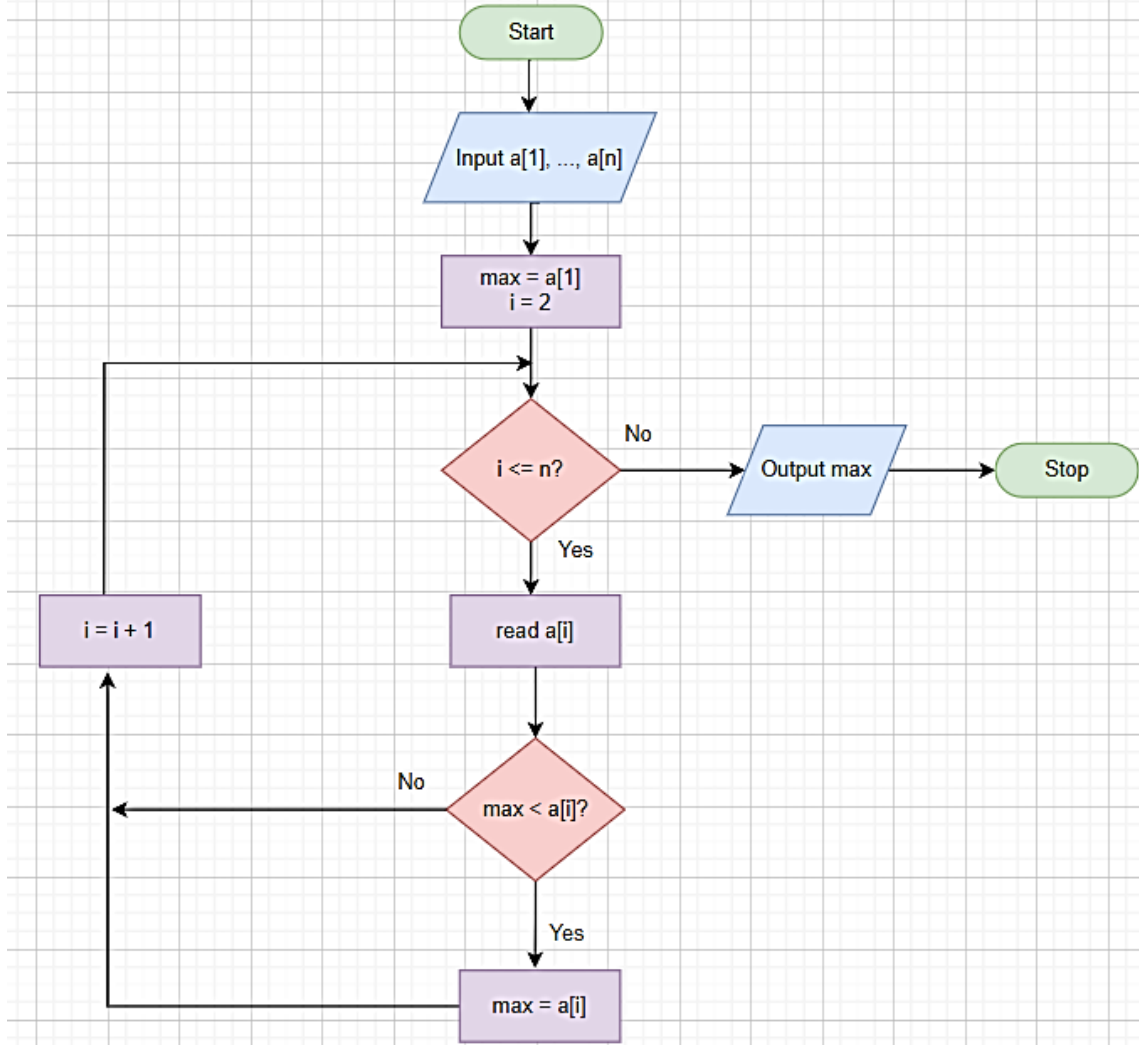 Start
Input a[1], ..., a[n]
max = a[1]
i = 2
i <= n?
No
Output max
Stop
Yes
read a[i]
i = i + 1
max < a[i]?
No
Yes
max = a[i]